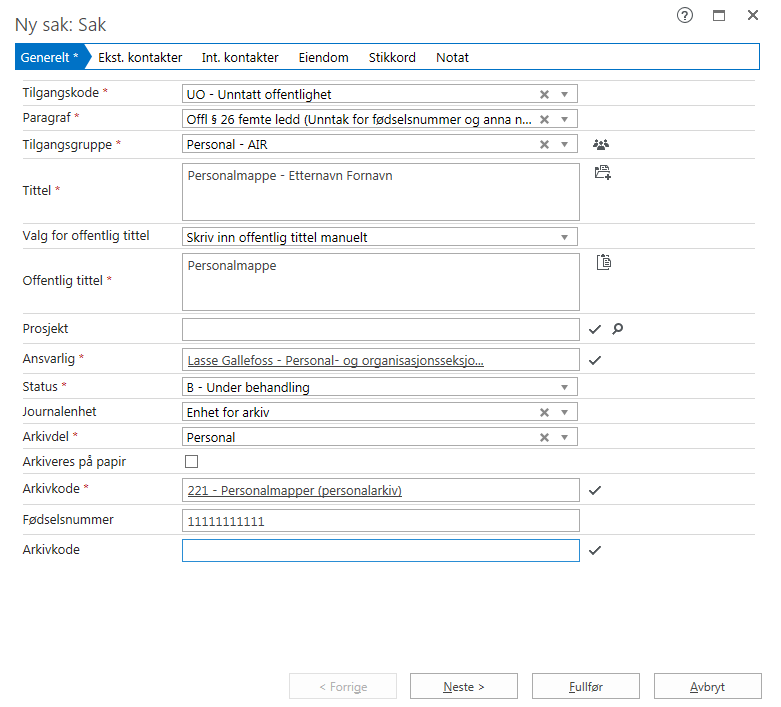 Ny sak: Sak
Generelt * Ekst. kontakter Int. kontakter Eiendom Stikkord Notat
Tilgangskode * UO - Unntatt offentlighet
Paragraf * Offl § 26 femte ledd (Unntak for fødselsnummer og anna n...
Tilgangsgruppe * Personal - AIR
Tittel * Personalmappe - Etternavn Fornavn
Valg for offentlig tittel Skriv inn offentlig tittel manuelt
Offentlig tittel * Personalmappe
Prosjekt
Ansvarlig * Lasse Gallefoss - Personal- og organisasjonsseksjo...
Status * B - Under behandling
Journalenhet Enhet for arkiv
Arkivdel * Personal
Arkiveres på papir
Arkivkode * 221 - Personalmapper (personalarkiv)
Fødselsnummer 11111111111
Arkivkode
< Forrige Neste > Fullfør Avbryt